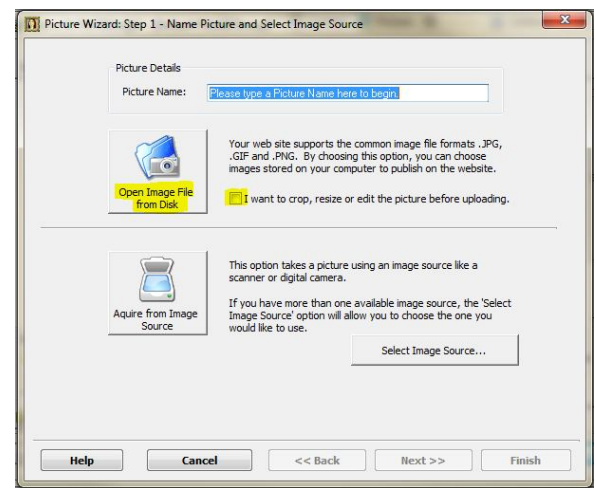 Picture Wizard: Step 1 - Name Picture and Select Image Source
Picture Details
Picture Name:
Please type a Picture Name here to begin.
Open Image File
from Disk
Your web site supports the common image file formats .JPG,
.GIF and .PNG. By choosing this option, you can choose
images stored on your computer to publish on the website.
I want to crop, resize or edit the picture before uploading.
Aquire from Image
Source
This option takes a picture using an image source like a
scanner or digital camera.
If you have more than one available image source, the 'Select
Image Source' option will allow you to choose the one you
would like to use.
Select Image Source...
Help
Cancel
<< Back
Next >>
Finish